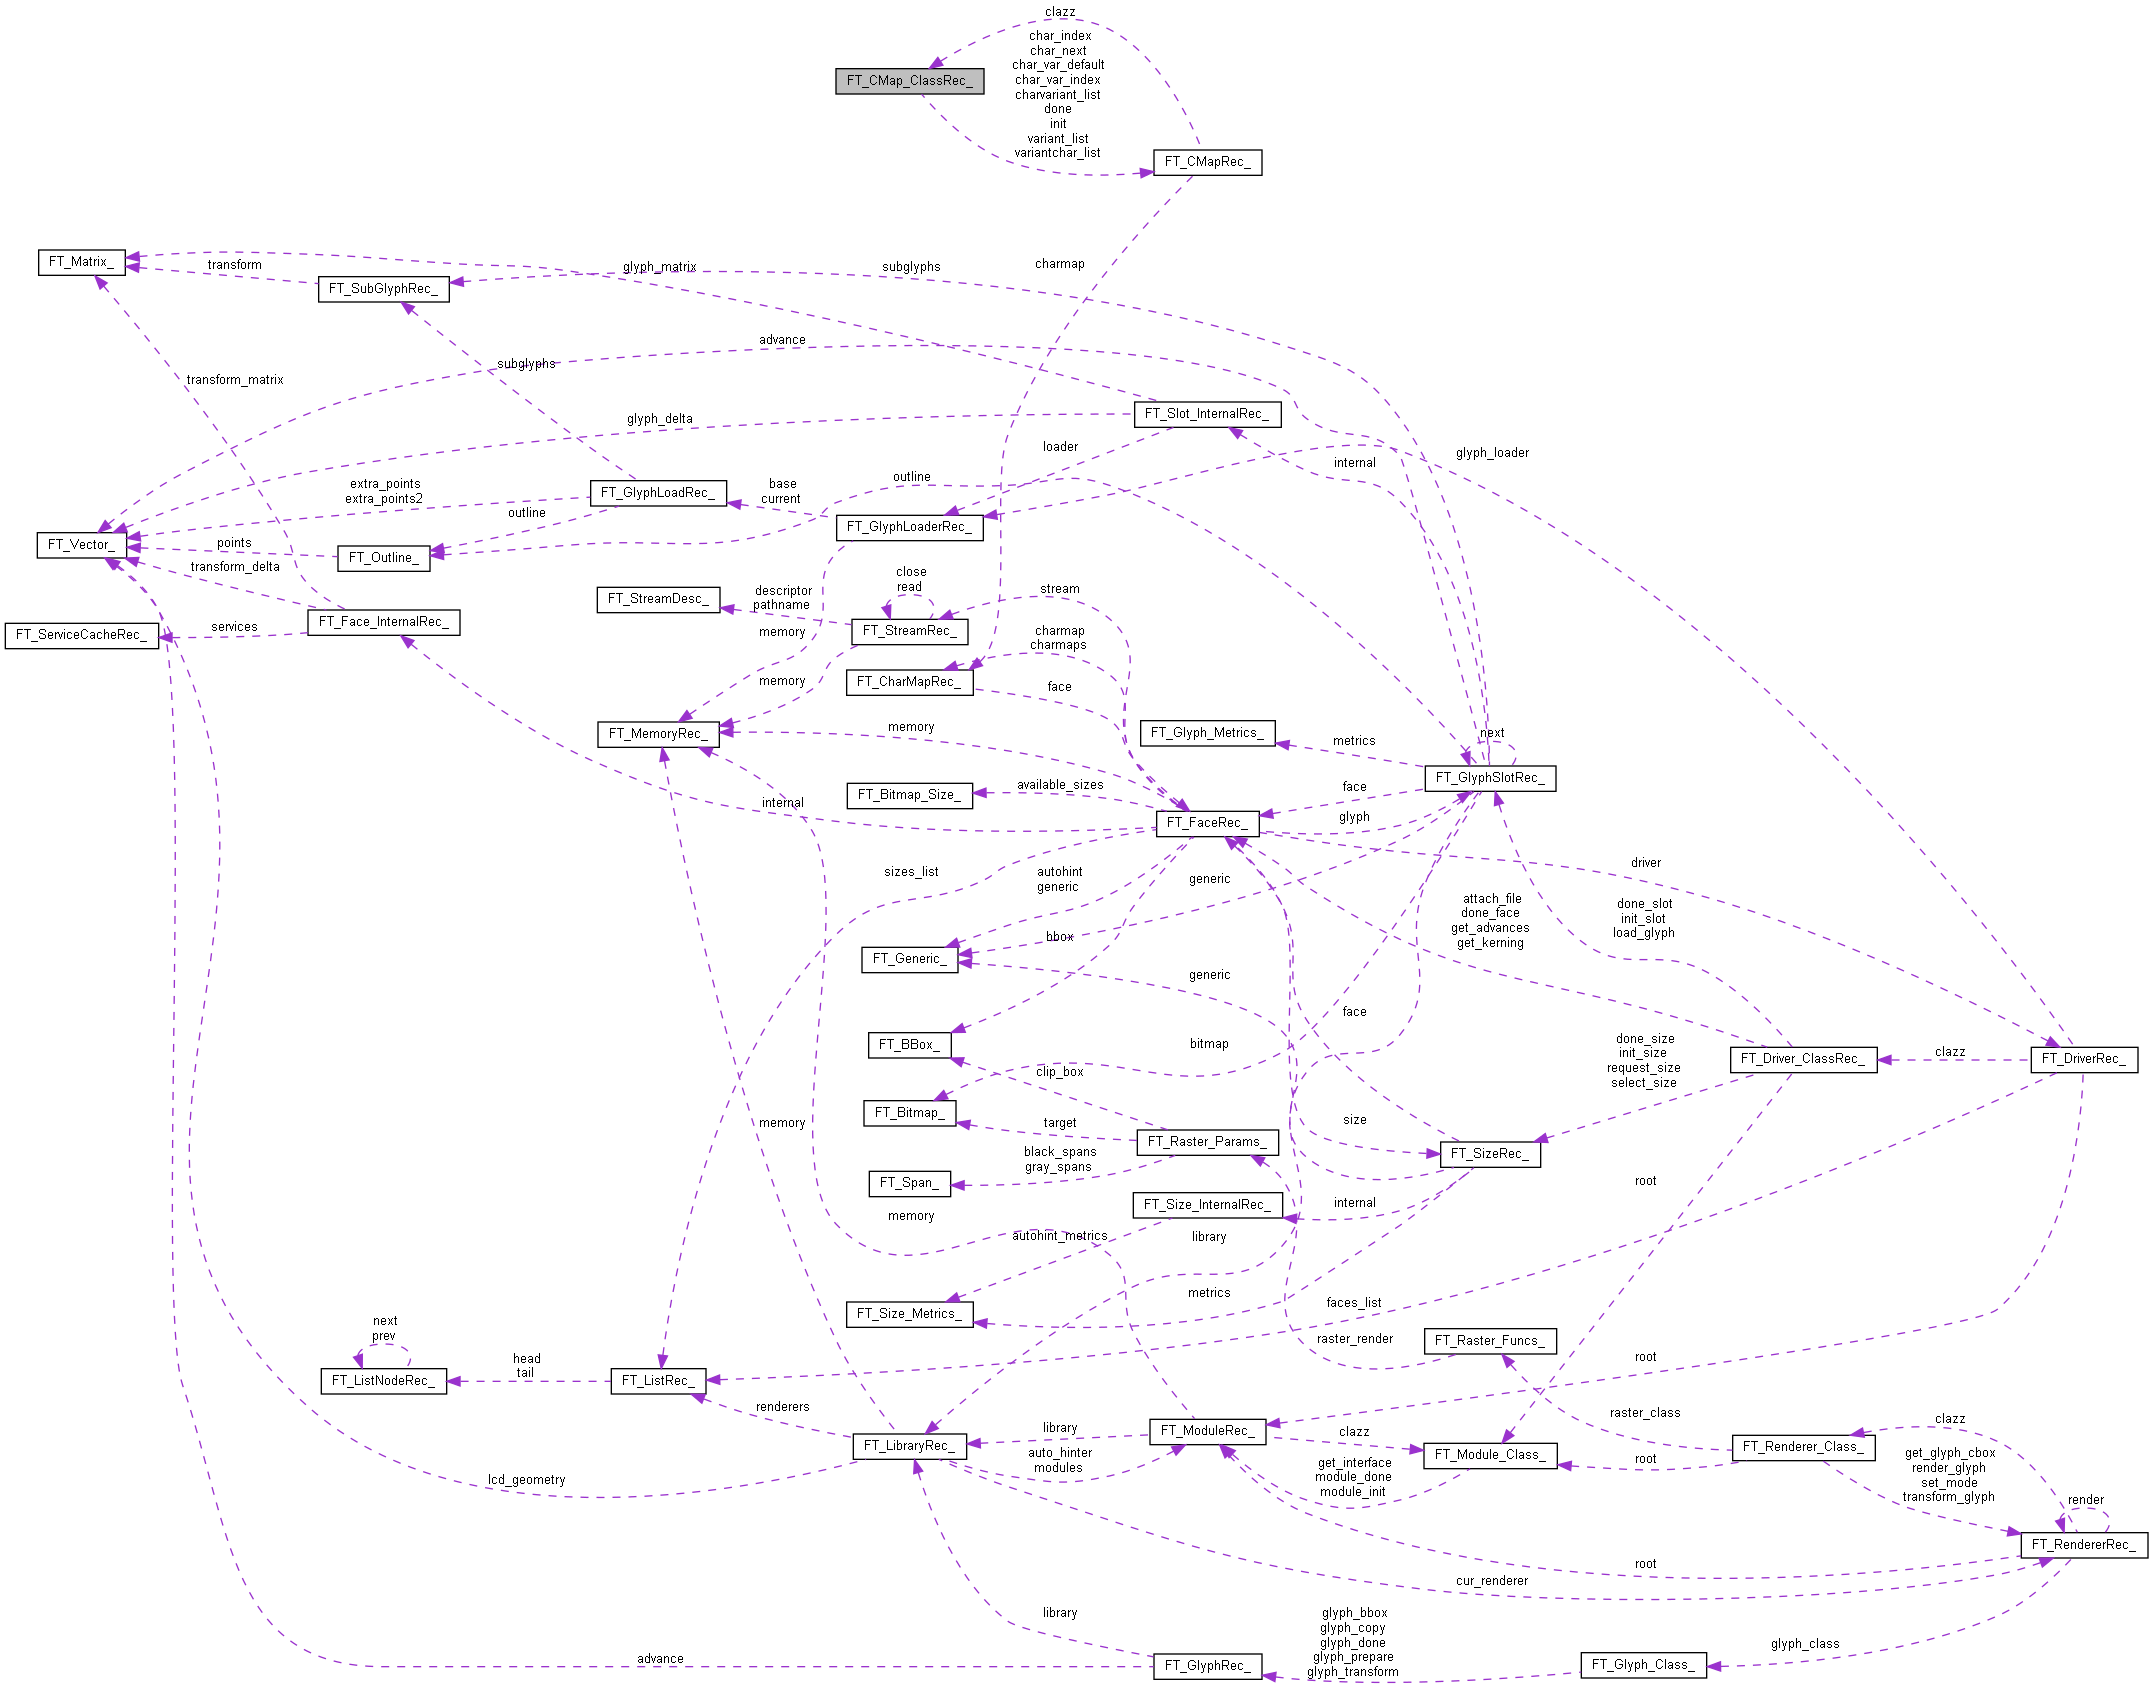 clazz
char_index
char_next
char_var_default
char_var_index
charvariant_list
done
init
variant_list
variantchar_list
FT_CMap_ClassRec_
FT_CMapRec_
FT_Matrix_
transform
FT_SubGlyphRec_
glyph_matrix
subglyphs
charmap
advance
subglyphs
transform_matrix
FT_Slot_InternalRec_
glyph_delta
loader
internal
glyph_loader
extra_points
extra_points2
FT_GlyphLoadRec_
base
current
outline
outline
FT_GlyphLoaderRec_
FT_Vector_
points
FT_Outline_
transform_delta
FT_StreamDesc_
descriptor
pathname
close
read
stream
FT_ServiceCacheRec_
services
FT_Face_InternalRec_
memory
FT_StreamRec_
charmap
charmaps
memory
FT_CharMapRec_
face
FT_MemoryRec_
memory
FT_Glyph_Metrics_
metrics
next
FT_GlyphSlotRec_
internal
FT_Bitmap_Size_
available_sizes
face
FT_FaceRec_
glyph
driver
sizes_list
autohint
generic
generic
attach_file
done_face
get_advances
get_kerning
done_slot
init_slot
load_glyph
FT_Generic_
bbox
generic
face
FT_BBox_
bitmap
done_size
init_size
request_size
select_size
FT_Driver_ClassRec_
clazz
FT_DriverRec_
clip_box
FT_Bitmap_
target
FT_Raster_Params_
size
FT_SizeRec_
memory
black_spans
gray_spans
FT_Span_
root
FT_Size_InternalRec_
internal
memory
autohint_metrics
library
FT_Size_Metrics_
metrics
faces_list
next
prev
FT_ListNodeRec_
head
tail
FT_ListRec_
raster_render
FT_Raster_Funcs_
root
renderers
raster_class
clazz
FT_LibraryRec_
library
FT_ModuleRec_
clazz
FT_Module_Class_
FT_Renderer_Class_
root
auto_hinter
modules
get_interface
module_done
module_init
get_glyph_cbox
render_glyph
set_mode
transform_glyph
lcd_geometry
render
FT_RendererRec_
root
cur_renderer
library
glyph_bbox
glyph_copy
glyph_done
glyph_prepare
glyph_transform
glyph_class
advance
FT_GlyphRec_
FT_Glyph_Class_